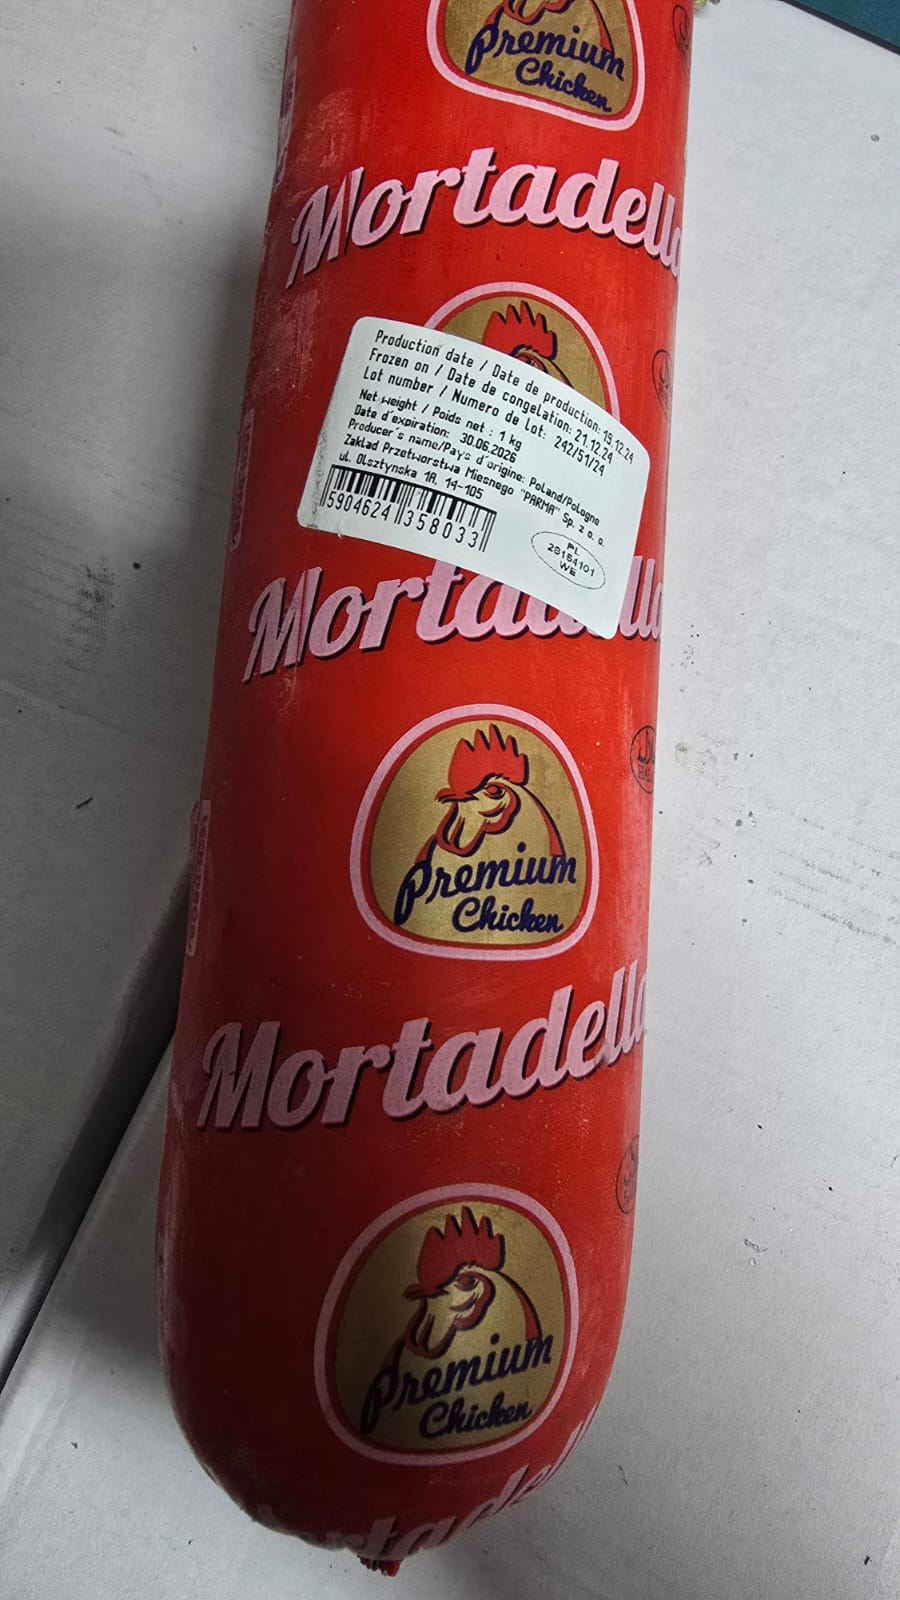 Premium
Chicken
Mortadella
Production date / Date de production: 19.12.24
Frozen on / Date de congelation: 21.12.24
Lot number / Numero de Lot: 242/51/24
Net weight / Poids net : 1 kg
Date d'expiration: 30.06.2026
Producer's name/Pays d'origine: Poland/Pologne
Zaklad Przetworstwa Miesnego "PARMA" Sp. z o. o.
ul. Olsztynska 1A, 14-105
5904624 358033
PL
28154101
WE
Mortadella
Premium
Chicken
Mortadella
Premium
Chicken
Mortadella